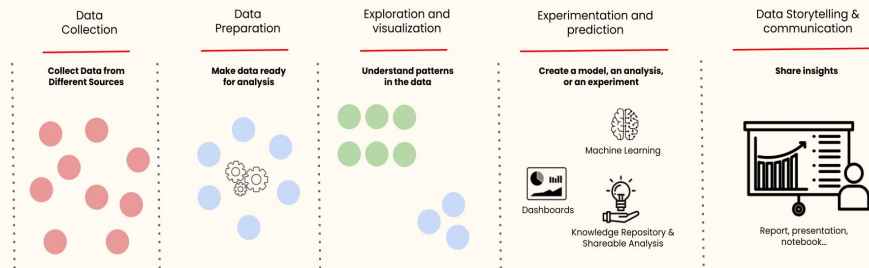 Data
Collection
Collect Data from
Different Sources
Data
Preparation
Make data ready
for analysis
Exploration and
visualization
Understand patterns
in the data
Experimentation and
prediction
Create a model, an analysis,
or an experiment
Machine Learning
Dashboards
Knowledge Repository &
Shareable Analysis
Data Storytelling &
communication
Share insights
Report, presentation,
notebook...